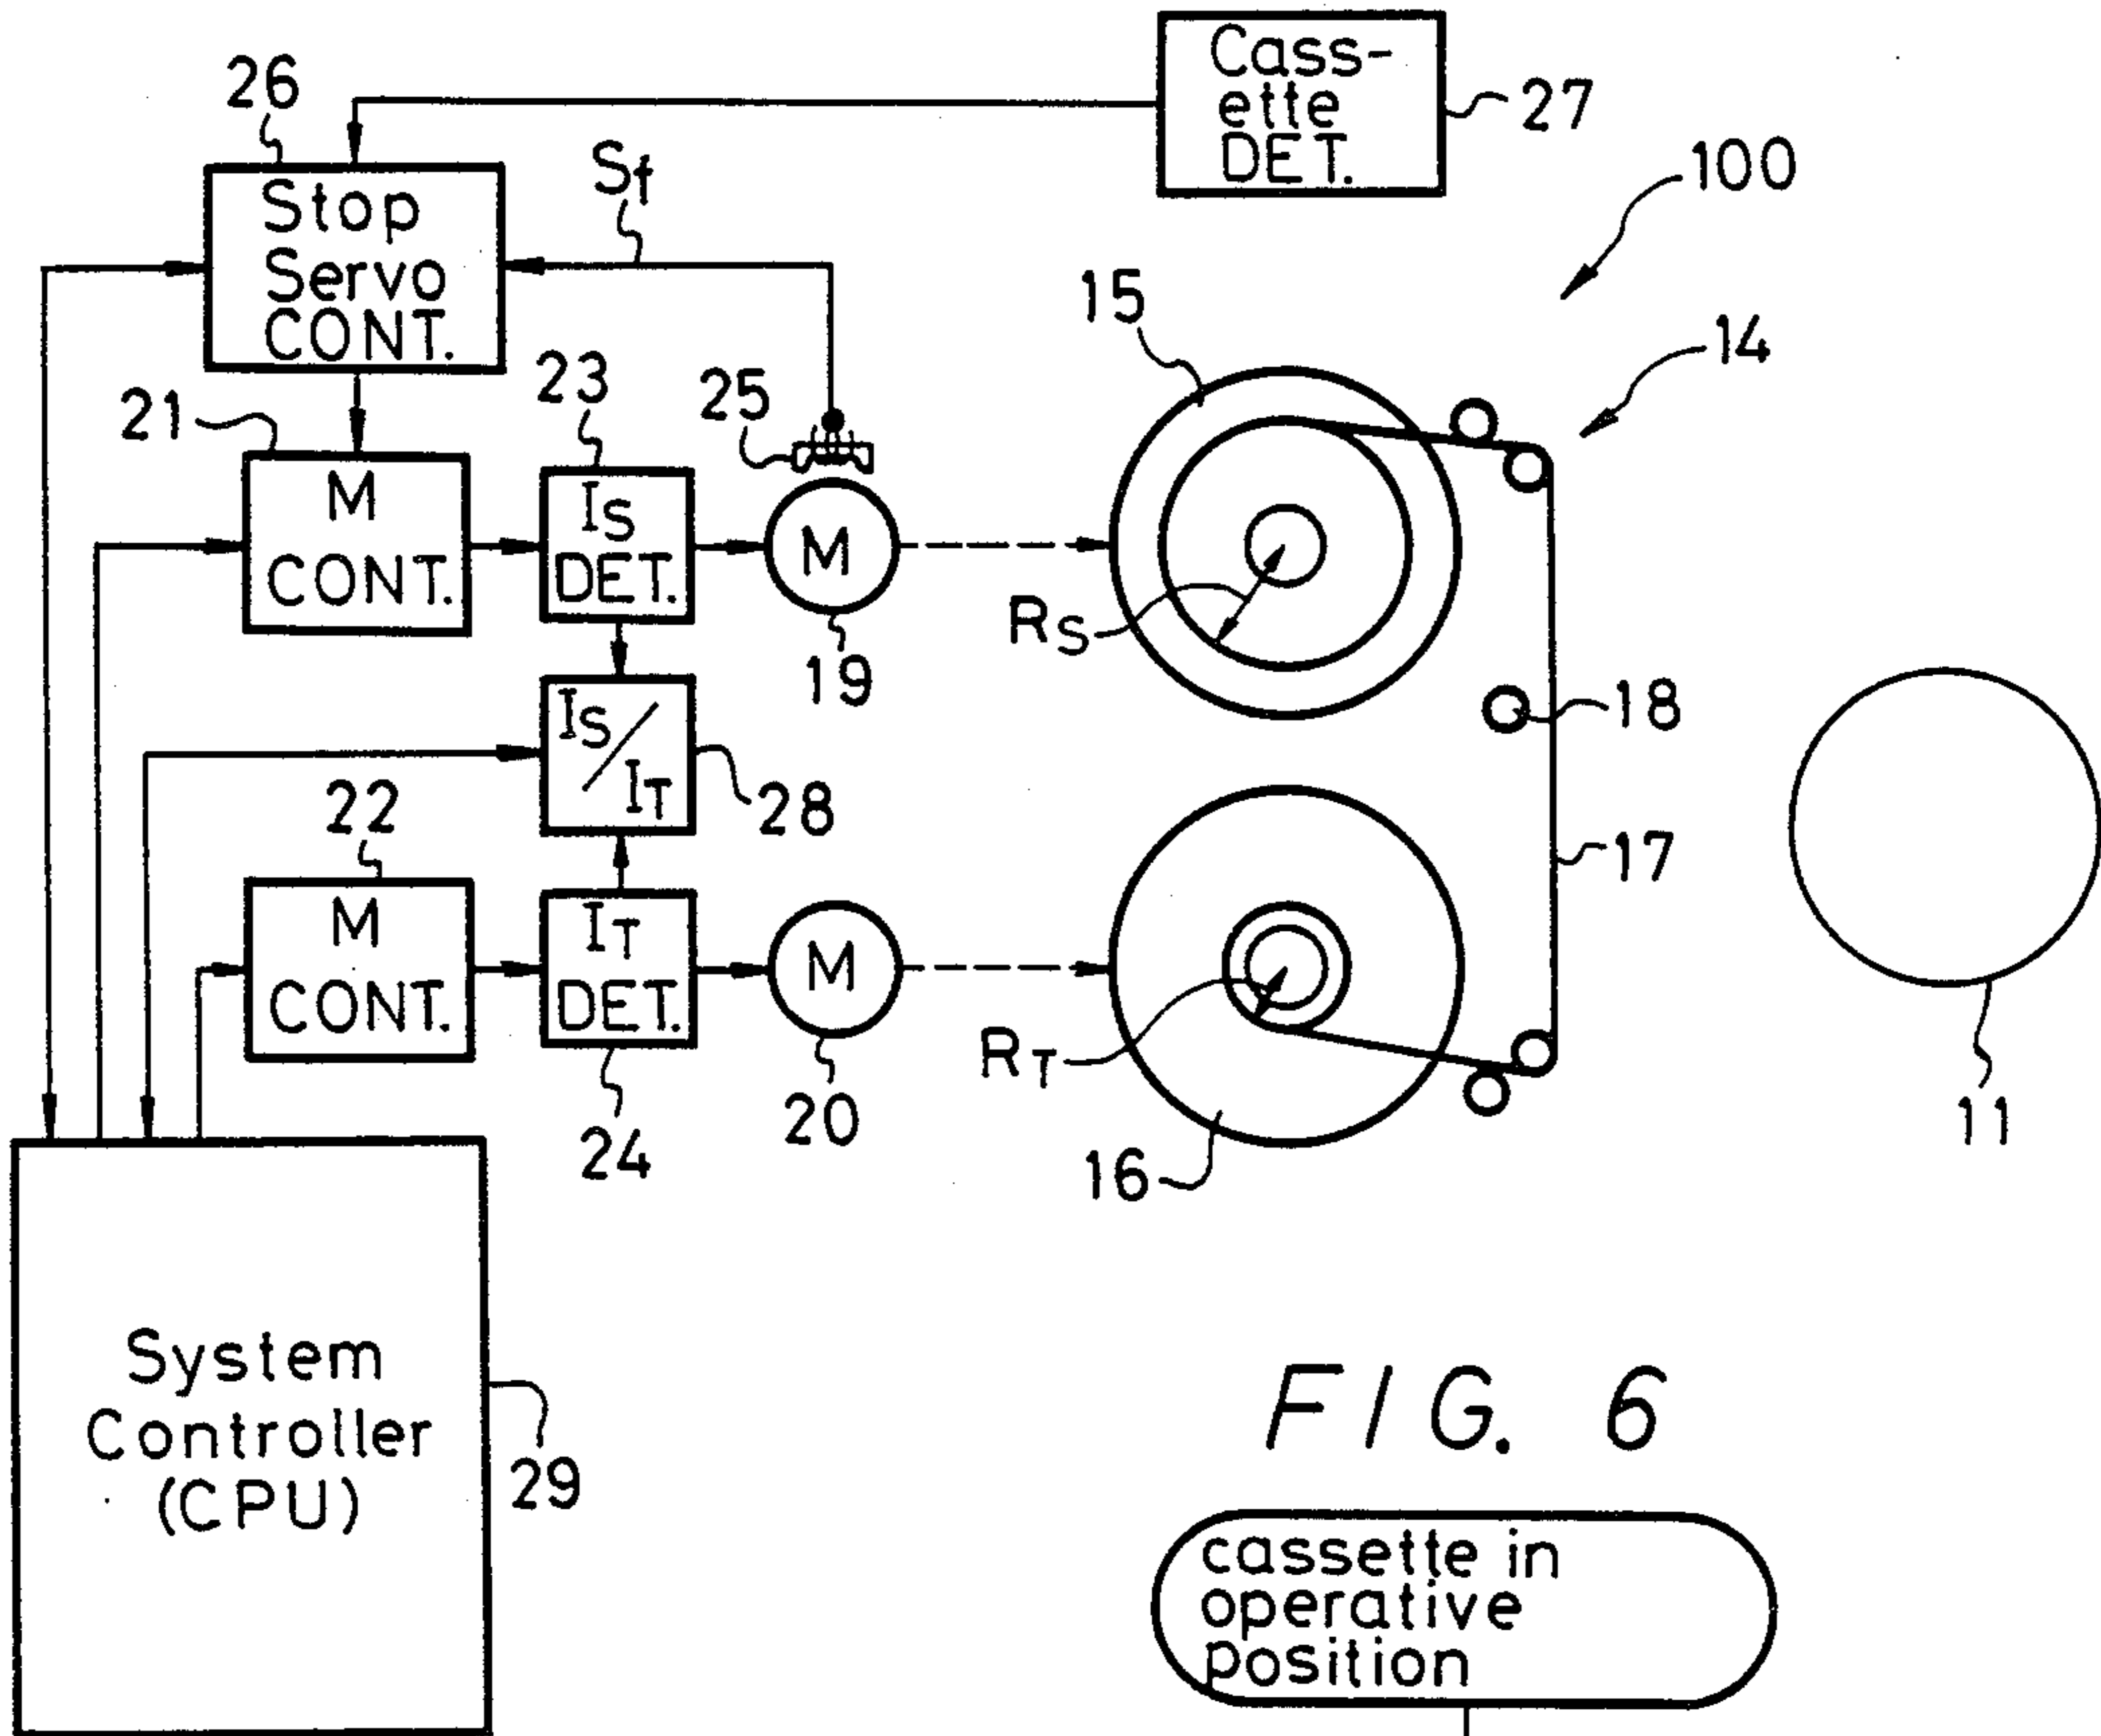 26
Cass-
ette
DET.
27
100
Stop
Servo
CONT.
Sf
15
14
21
23
25
M
CONT.
IS
DET.
M
19
RS
18
IS/IT
28
22
17
M
CONT.
IT
DET.
M
20
24
RT
16
11
System
Controller
(CPU)
29
FIG. 6
cassette in
operative
position